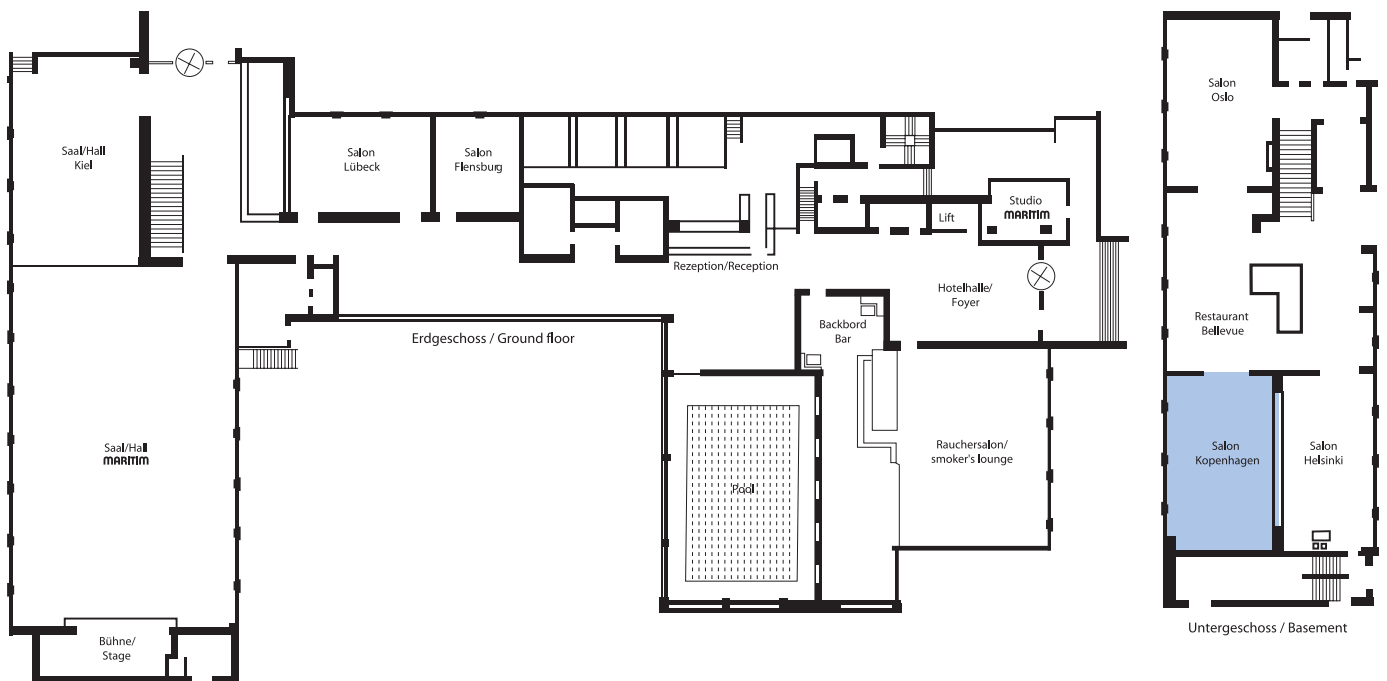 Saal/Hall
Kiel
Salon
Lübeck
Salon
Flensburg
Rezeption/Reception
Lift
Studio
MARITIM
Hotelhalle/
Foyer
Backbord
Bar
Erdgeschoss / Ground floor
Saal/Hall
MARITIM
Pool
Rauchersalon/
smoker's lounge
Bühne/
Stage
Salon
Oslo
Restaurant
Bellevue
Salon
Kopenhagen
Salon
Helsinki
Untergeschoss / Basement